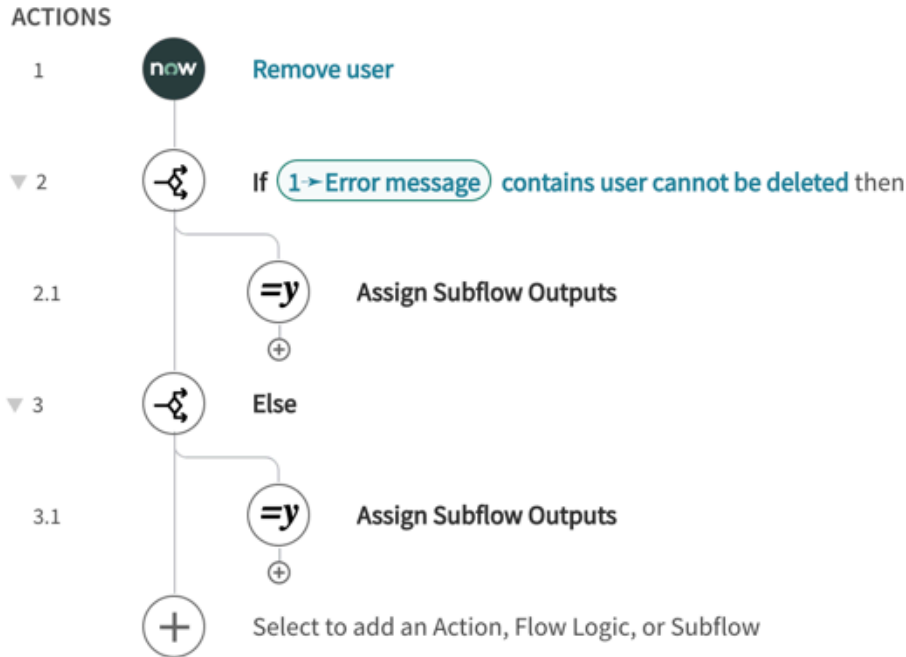 ACTIONS
1 now Remove user
2 If 1➛Error message contains user cannot be deleted then
2.1 =y Assign Subflow Outputs
3 Else
3.1 =y Assign Subflow Outputs
Select to add an Action, Flow Logic, or Subflow